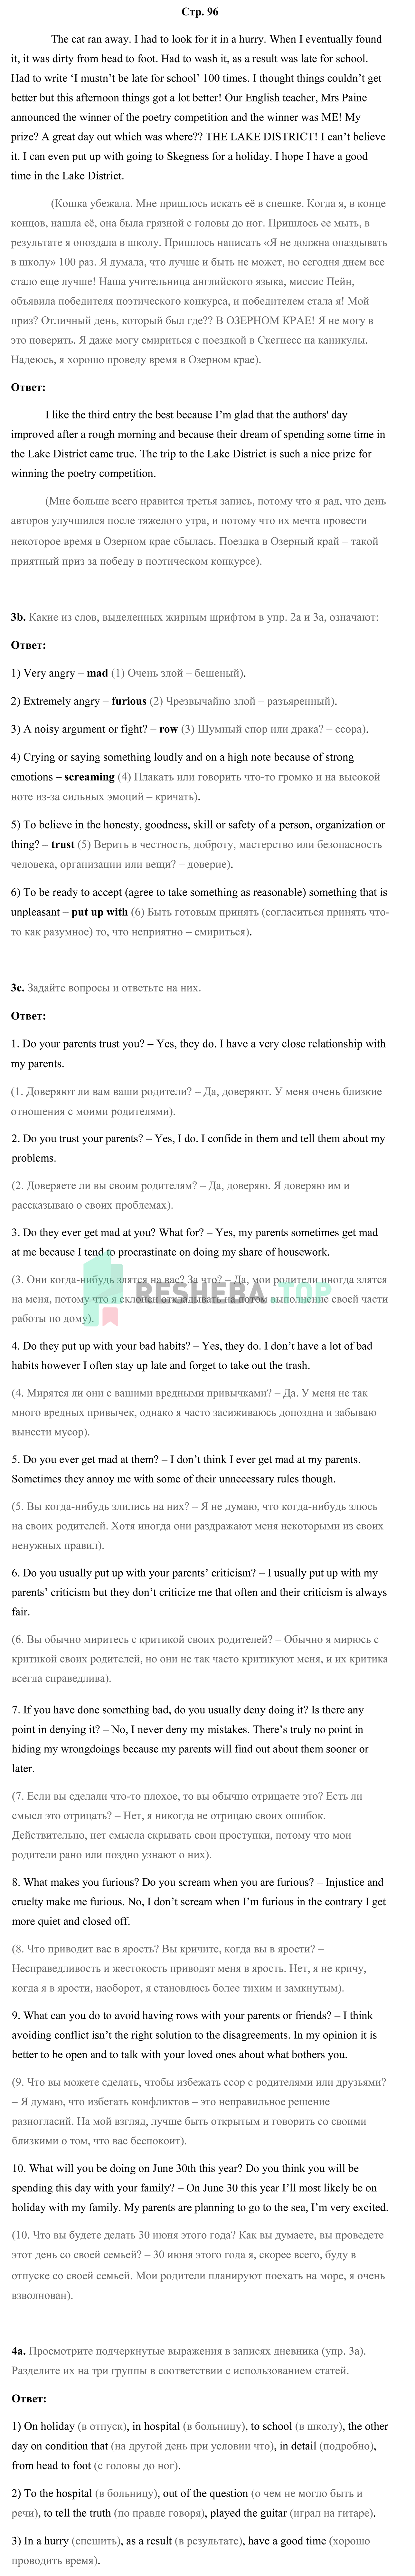 Стр. 96
The cat ran away. I had to look for it in a hurry. When I eventually found
it, it was dirty from head to foot. Had to wash it, as a result was late for school.
Had to write ‘I mustn’t be late for school’ 100 times. I thought things couldn’t get
better but this afternoon things got a lot better! Our English teacher, Mrs Paine
announced the winner of the poetry competition and the winner was ME! My
prize? A great day out which was where?? THE LAKE DISTRICT! I can’t believe
it. I can even put up with going to Skegness for a holiday. I hope I have a good
time in the Lake District.
(Кошка убежала. Мне пришлось искать её в спешке. Когда я, в конце
концов, нашла её, она была грязной с головы до ног. Пришлось ее мыть, в
результате я опоздала в школу. Пришлось написать «Я не должна опаздывать
в школу» 100 раз. Я думала, что лучше и быть не может, но сегодня днем все
стало еще лучше! Наша учительница английского языка, миссис Пейн,
объявила победителя поэтического конкурса, и победителем стала я! Мой
приз? Отличный день, который был где?? В ОЗЕРНОМ КРАЕ! Я не могу в
это поверить. Я даже могу смириться с поездкой в Скегнесс на каникулы.
Надеюсь, я хорошо проведу время в Озерном крае).
Ответ:
I like the third entry the best because I’m glad that the authors' day
improved after a rough morning and because their dream of spending some time in
the Lake District came true. The trip to the Lake District is such a nice prize for
winning the poetry competition.
(Мне больше всего нравится третья запись, потому что я рад, что день
авторов улучшился после тяжелого утра, и потому что их мечта провести
некоторое время в Озерном крае сбылась. Поездка в Озерный край – такой
приятный приз за победу в поэтическом конкурсе).
3b. Какие из слов, выделенных жирным шрифтом в упр. 2а и 3а, означают:
Ответ:
1) Very angry – mad (1) Очень злой – бешеный).
2) Extremely angry – furious (2) Чрезвычайно злой – разъяренный).
3) A noisy argument or fight? – row (3) Шумный спор или драка? – ссора).
4) Crying or saying something loudly and on a high note because of strong
emotions – screaming (4) Плакать или говорить что-то громко и на высокой
ноте из-за сильных эмоций – кричать).
5) To believe in the honesty, goodness, skill or safety of a person, organization or
thing? – trust (5) Верить в честность, доброту, мастерство или безопасность
человека, организации или вещи? – доверие).
6) To be ready to accept (agree to take something as reasonable) something that is
unpleasant – put up with (6) Быть готовым принять (согласиться принять что-
то как разумное) то, что неприятно – смириться).
3c. Задайте вопросы и ответьте на них.
Ответ:
1. Do your parents trust you? – Yes, they do. I have a very close relationship with
my parents.
(1. Доверяют ли вам ваши родители? – Да, доверяют. У меня очень близкие
отношения с моими родителями).
2. Do you trust your parents? – Yes, I do. I confide in them and tell them about my
problems.
(2. Доверяете ли вы своим родителям? – Да, доверяю. Я доверяю им и
рассказываю о своих проблемах).
3. Do they ever get mad at you? What for? – Yes, my parents sometimes get mad
at me because I tend to procrastinate on doing my share of housework.
(3. Они когда-нибудь злятся на вас? За что? – Да, мои родители иногда злятся
на меня, потому что я склонен откладывать на потом выполнение своей части
работы по дому).
RESHEBA.TOP
4. Do they put up with your bad habits? – Yes, they do. I don’t have a lot of bad
habits however I often stay up late and forget to take out the trash.
(4. Мирятся ли они с вашими вредными привычками? – Да. У меня не так
много вредных привычек, однако я часто засиживаюсь допоздна и забываю
вынести мусор).
5. Do you ever get mad at them? – I don’t think I ever get mad at my parents.
Sometimes they annoy me with some of their unnecessary rules though.
(5. Вы когда-нибудь злились на них? – Я не думаю, что когда-нибудь злюсь
на своих родителей. Хотя иногда они раздражают меня некоторыми из своих
ненужных правил).
6. Do you usually put up with your parents’ criticism? – I usually put up with my
parents’ criticism but they don’t criticize me that often and their criticism is always
fair.
(6. Вы обычно миритесь с критикой своих родителей? – Обычно я мирюсь с
критикой своих родителей, но они не так часто критикуют меня, и их критика
всегда справедлива).
7. If you have done something bad, do you usually deny doing it? Is there any
point in denying it? – No, I never deny my mistakes. There’s truly no point in
hiding my wrongdoings because my parents will find out about them sooner or
later.
(7. Если вы сделали что-то плохое, то вы обычно отрицаете это? Есть ли
смысл это отрицать? – Нет, я никогда не отрицаю своих ошибок.
Действительно, нет смысла скрывать свои проступки, потому что мои
родители рано или поздно узнают о них).
8. What makes you furious? Do you scream when you are furious? – Injustice and
cruelty make me furious. No, I don’t scream when I’m furious in the contrary I get
more quiet and closed off.
(8. Что приводит вас в ярость? Вы кричите, когда вы в ярости? –
Несправедливость и жестокость приводят меня в ярость. Нет, я не кричу,
когда я в ярости, наоборот, я становлюсь более тихим и замкнутым).
9. What can you do to avoid having rows with your parents or friends? – I think
avoiding conflict isn’t the right solution to the disagreements. In my opinion it is
better to be open and to talk with your loved ones about what bothers you.
(9. Что вы можете сделать, чтобы избежать ссор с родителями или друзьями?
– Я думаю, что избегать конфликтов – это неправильное решение
разногласий. На мой взгляд, лучше быть открытым и говорить со своими
близкими о том, что вас беспокоит).
10. What will you be doing on June 30th this year? Do you think you will be
spending this day with your family? – On June 30 this year I’ll most likely be on
holiday with my family. My parents are planning to go to the sea, I’m very excited.
(10. Что вы будете делать 30 июня этого года? Как вы думаете, вы проведете
этот день со своей семьей? – 30 июня этого года я, скорее всего, буду в
отпуске со своей семьей. Мои родители планируют поехать на море, я очень
взволнован).
4a. Просмотрите подчеркнутые выражения в записях дневника (упр. 3а).
Разделите их на три группы в соответствии с использованием статей.
Ответ:
1) On holiday (в отпуск), in hospital (в больницу), to school (в школу), the other
day on condition that (на другой день при условии что), in detail (подробно),
from head to foot (с головы до ног).
2) To the hospital (в больницу), out of the question (о чем не могло быть и
речи), to tell the truth (по правде говоря), played the guitar (играл на гитаре).
3) In a hurry (спешить), as a result (в результате), have a good time (хорошо
проводить время).